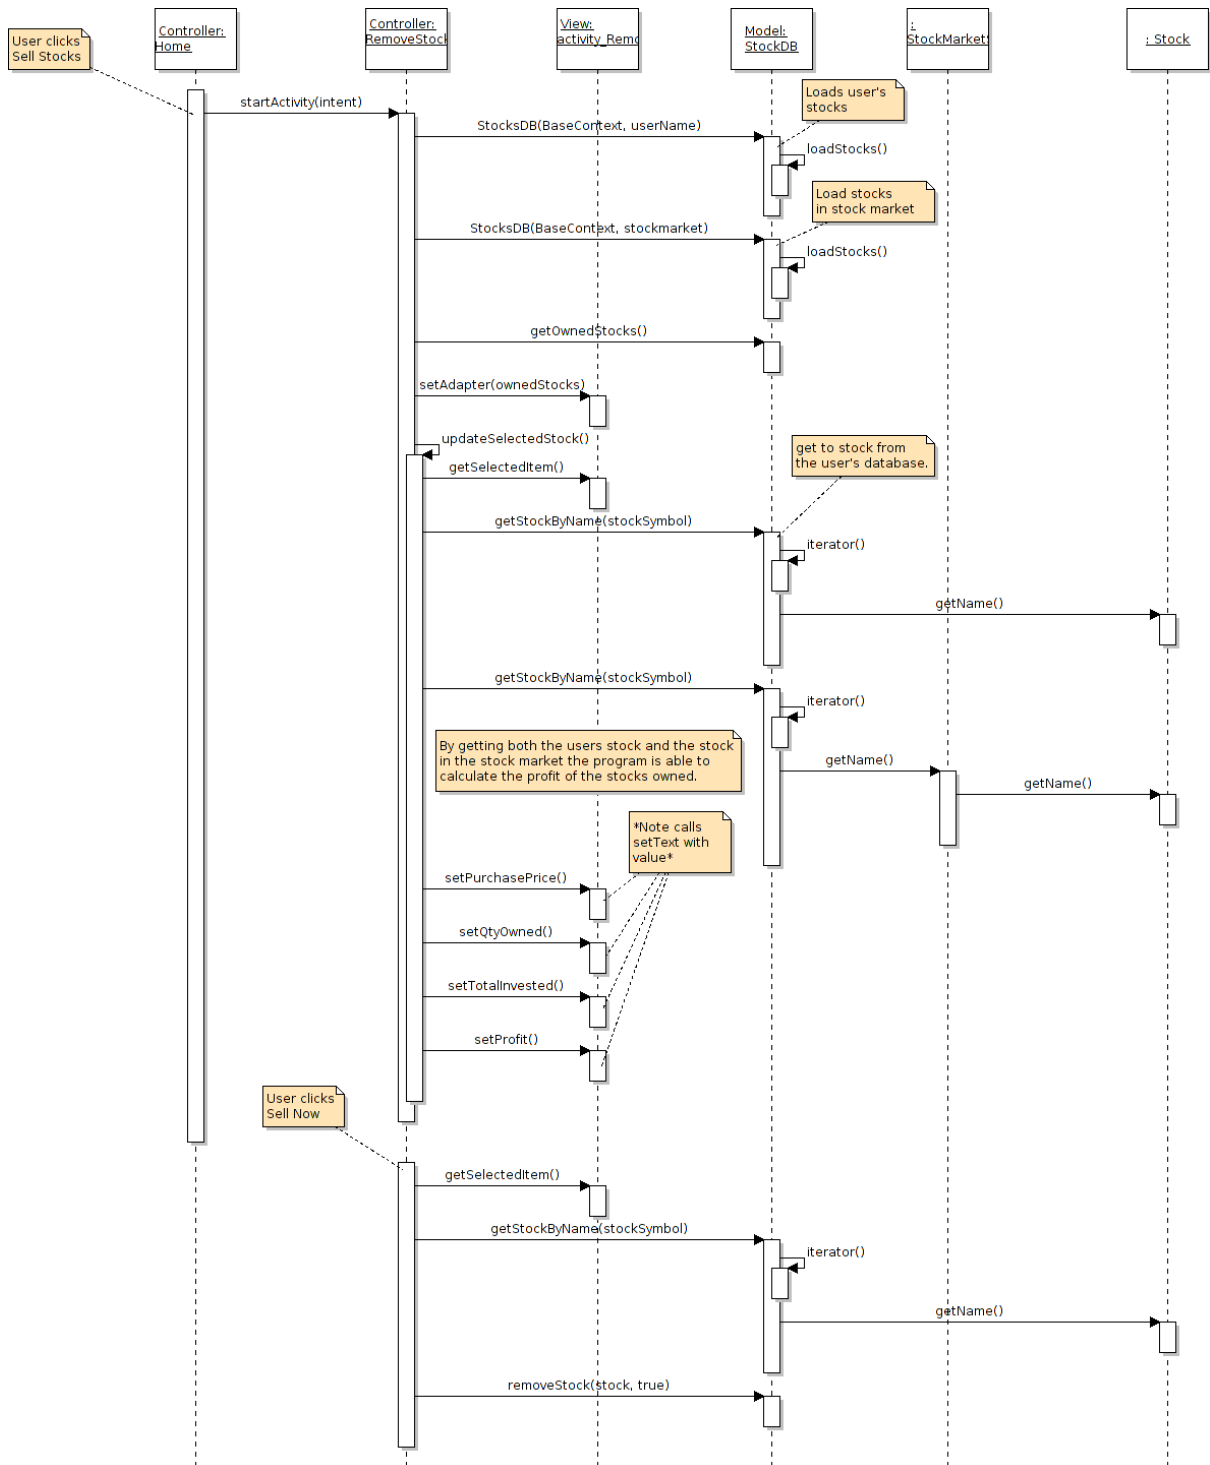 User clicks
Sell Stocks
Controller:
Home
Controller:
RemoveStock
View:
activity_Remo
Model:
StockDB
:
StockMarketS
: Stock
Loads user's
stocks
startActivity(intent)
StocksDB(BaseContext, userName)
loadStocks()
Load stocks
in stock market
StocksDB(BaseContext, stockmarket)
loadStocks()
getOwnedStocks()
setAdapter(ownedStocks)
updateSelectedStock()
get to stock from
the user's database.
getSelectedItem()
getStockByName(stockSymbol)
iterator()
getName()
getStockByName(stockSymbol)
iterator()
By getting both the users stock and the stock
in the stock market the program is able to
calculate the profit of the stocks owned.
getName()
getName()
*Note calls
setText with
value*
setPurchasePrice()
setQtyOwned()
setTotalInvested()
setProfit()
User clicks
Sell Now
getSelectedItem()
getStockByName(stockSymbol)
iterator()
getName()
removeStock(stock, true)